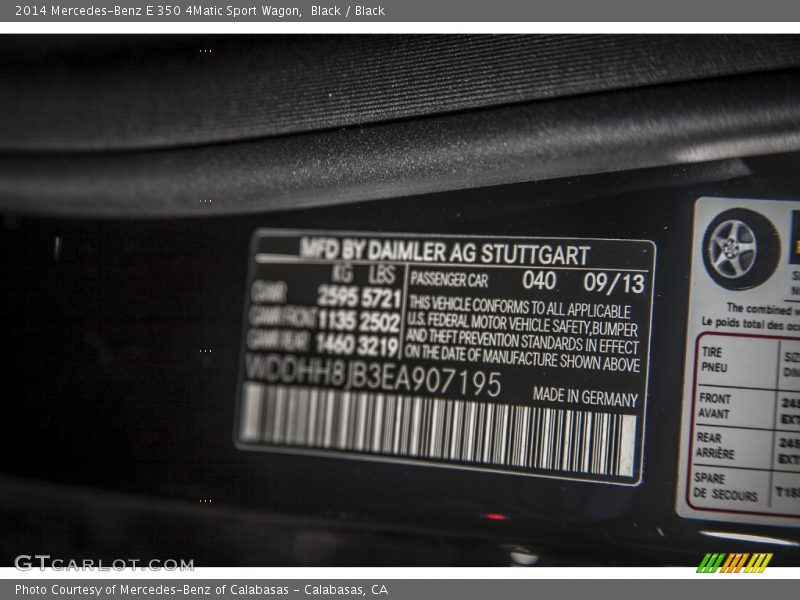 2014 Mercedes-Benz E 350 4Matic Sport Wagon, Black / Black
MFD BY DAIMLER AG STUTTGART
KG LBS
GAWR 2595 5721
GAWR FRONT 1135 2502
GAWR REAR 1460 3219
PASSENGER CAR 040 09/13
THIS VEHICLE CONFORMS TO ALL APPLICABLE
U.S. FEDERAL MOTOR VEHICLE SAFETY,BUMPER
AND THEFT PREVENTION STANDARDS IN EFFECT
ON THE DATE OF MANUFACTURE SHOWN ABOVE
WDDHH8JB3EA907195
MADE IN GERMANY
The combined
Le poids total des
TIRE
PNEU
FRONT
AVANT
REAR
ARRIÈRE
SPARE
DE SECOURS
GTCARLOT.COM
Photo Courtesy of Mercedes-Benz of Calabasas - Calabasas, CA